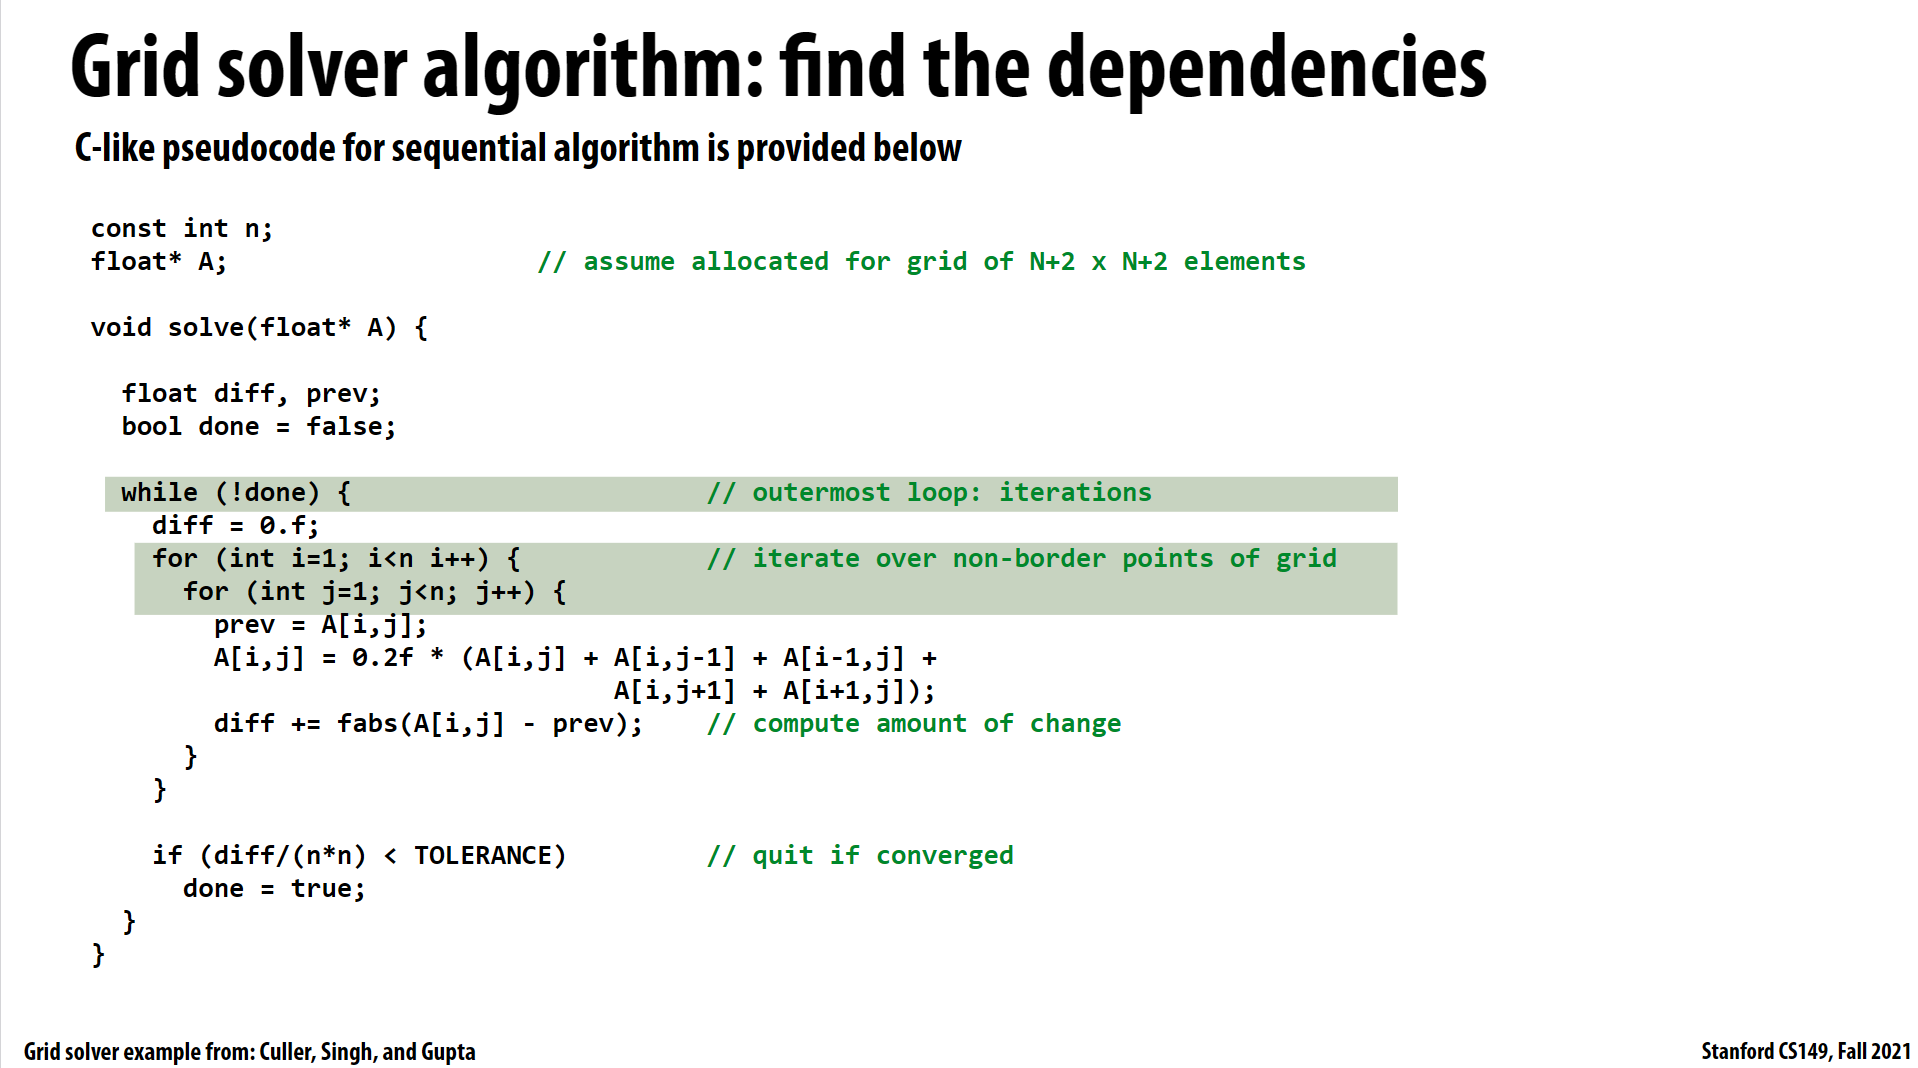 Grid solver algorithm: find the dependencies
C-like pseudocode for sequential algorithm is provided below
const int n;
float* A; // assume allocated for grid of N+2 x N+2 elements
void solve(float* A) {
float diff, prev;
bool done = false;
while (!done) { // outermost loop: iterations
diff = 0.f;
for (int i=1; i<n i++) { // iterate over non-border points of grid
for (int j=1; j<n; j++) {
prev = A[i,j];
A[i,j] = 0.2f * (A[i,j] + A[i,j-1] + A[i-1,j] +
A[i,j+1] + A[i+1,j]);
diff += fabs(A[i,j] - prev); // compute amount of change
}
}
if (diff/(n*n) < TOLERANCE) // quit if converged
done = true;
}
}
Grid solver example from: Culler, Singh, and Gupta
Stanford CS149, Fall 2021